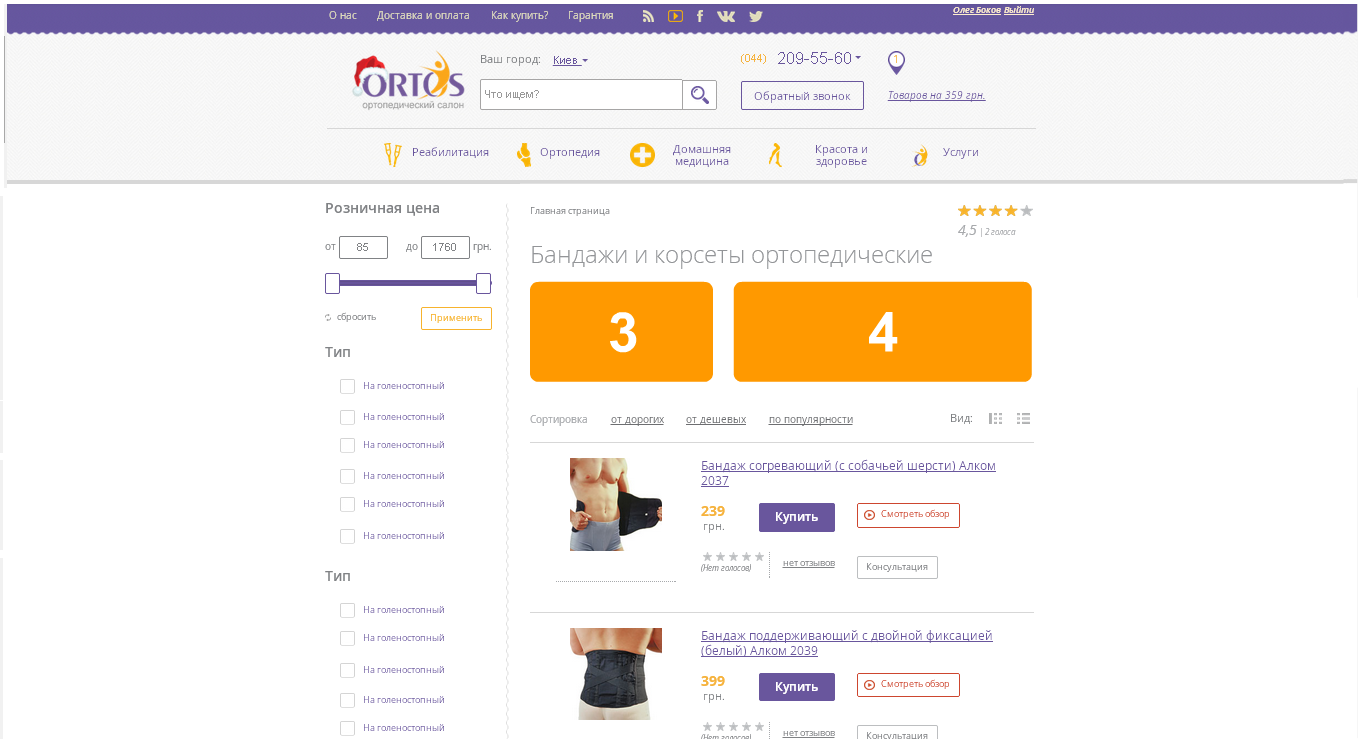 О нас Доставка и оплата Как купить? Гарантия
Олег Боков Выйти
ORTOS
ортопедический салон
Ваш город: Киев
Что ищем?
(044) 209-55-60
Обратный звонок
1
Товаров на 359 грн.
Реабилитация
Ортопедия
Домашняя
медицина
Красота и
здоровье
Услуги
Розничная цена
от 85 до 1760 грн.
сбросить Применить
Тип
На голеностопный
На голеностопный
На голеностопный
На голеностопный
На голеностопный
На голеностопный
Тип
На голеностопный
На голеностопный
На голеностопный
На голеностопный
На голеностопный
Главная страница
4,5 | 2 голоса
Бандажи и корсеты ортопедические
3 4
Сортировка от дорогих от дешевых по популярности Вид:
Бандаж согревающий (с собачьей шерсти) Алком
2037
239
грн.
Купить
Смотреть обзор
(Нет голосов)
нет отзывов
Консультация
Бандаж поддерживающий с двойной фиксацией
(белый) Алком 2039
399
грн.
Купить
Смотреть обзор
(Нет голосов)
нет отзывов
Консультация